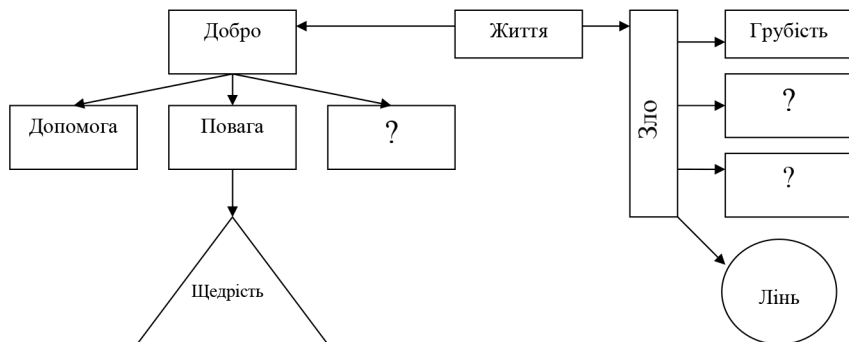 Добро
Життя
Грубість
Допомога
Повага
?
Зло
?
?
Щедрість
Лінь